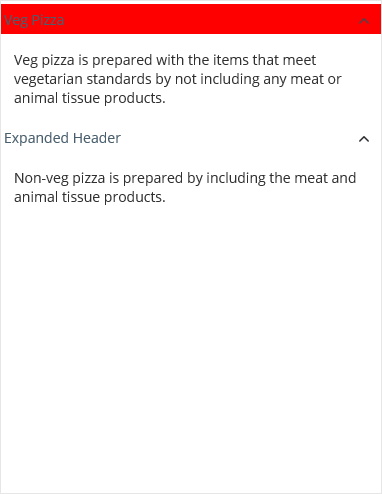 Veg Pizza
Veg pizza is prepared with the items that meet
vegetarian standards by not including any meat or
animal tissue products.
Expanded Header
Non-veg pizza is prepared by including the meat and
animal tissue products.